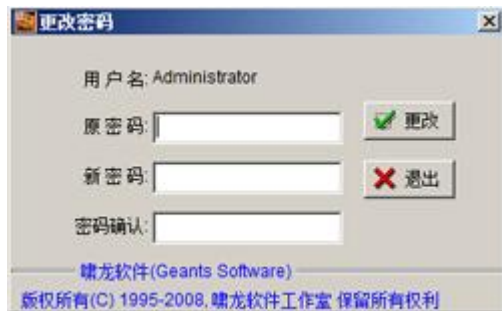 更改密码
用户名: Administrator
原密码:
更改
新密码:
退出
密码确认:
啸龙软件(Geants Software)
版权所有(C) 1995-2008, 啸龙软件工作室 保留所有权利